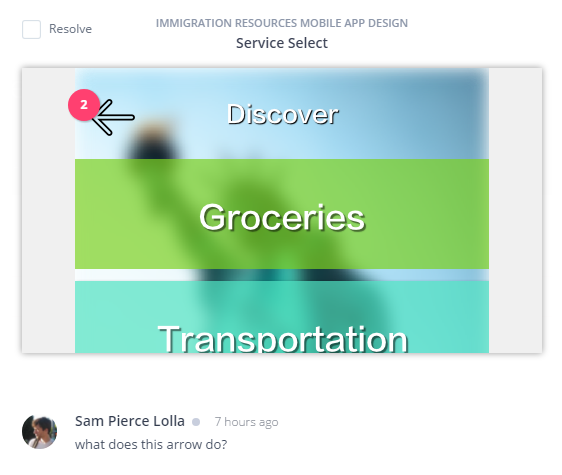 Resolve
IMMIGRATION RESOURCES MOBILE APP DESIGN
Service Select
2
Discover
Groceries
Transportation
Sam Pierce Lolla 7 hours ago
what does this arrow do?